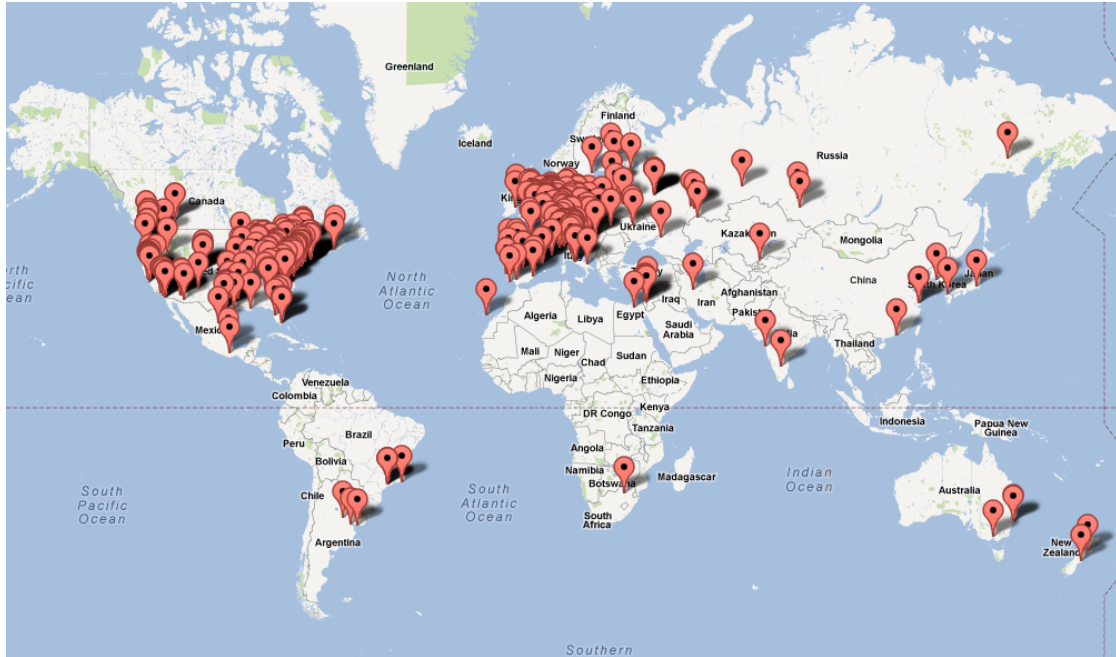 Greenland
Finland
Iceland
Norway
Russia
Canada
Ukraine
Mongolia
China
North
Atlantic
Ocean
Iraq
Iran
Afghanistan
Algeria
Libya
Egypt
Saudi
Arabia
Mali
Niger
Chad
Sudan
Thailand
Nigeria
Ethiopia
Venezuela
Colombia
DR Congo
Kenya
Tanzania
Indonesia
Papua New
Guinea
Peru
Brazil
Bolivia
Angola
Namibia
Botswana
Madagascar
Indian
Ocean
South
Pacific
Ocean
Chile
South
Atlantic
Ocean
Australia
South
Africa
Argentina
New
Zealand
Southern